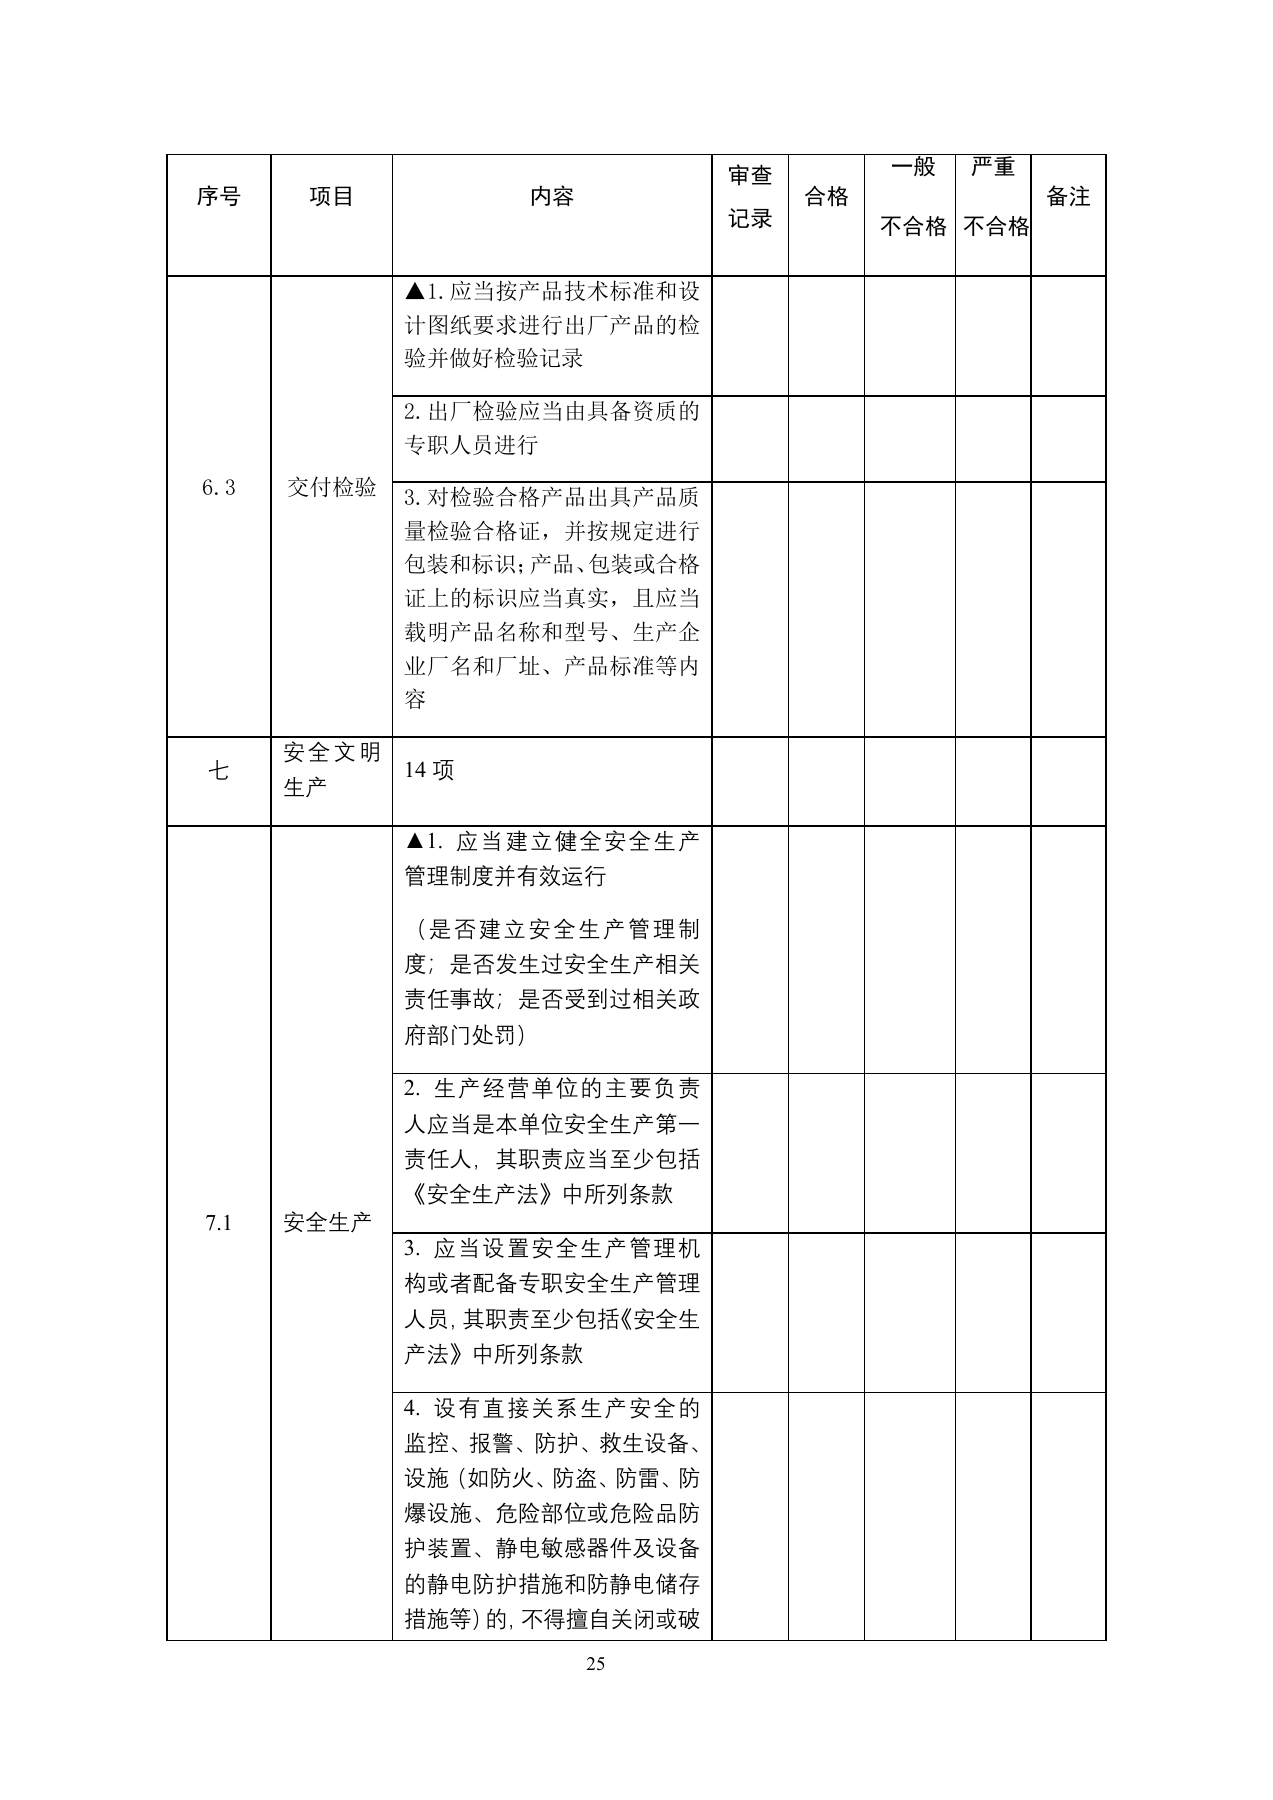 序号
项目
内容
审查
记录
合格
一般
不合格
严重
不合格
备注
6.3
交付检验
▲1.应当按产品技术标准和设
计图纸要求进行出厂产品的检
验并做好检验记录
2.出厂检验应当由具备资质的
专职人员进行
3.对检验合格产品出具产品质
量检验合格证，并按规定进行
包装和标识；产品、包装或合格
证上的标识应当真实，且应当
载明产品名称和型号、生产企
业厂名和厂址、产品标准等内
容
七
安全文明
生产
14 项
7.1
安全生产
▲1. 应当建立健全安全生产
管理制度并有效运行
（是否建立安全生产管理制
度；是否发生过安全生产相关
责任事故；是否受到过相关政
府部门处罚）
2. 生产经营单位的主要负责
人应当是本单位安全生产第一
责任人，其职责应当至少包括
《安全生产法》中所列条款
3. 应当设置安全生产管理机
构或者配备专职安全生产管理
人员，其职责至少包括《安全生
产法》中所列条款
4. 设有直接关系生产安全的
监控、报警、防护、救生设备、
设施（如防火、防盗、防雷、防
爆设施、危险部位或危险品防
护装置、静电敏感器件及设备
的静电防护措施和防静电储存
措施等）的，不得擅自关闭或破
25